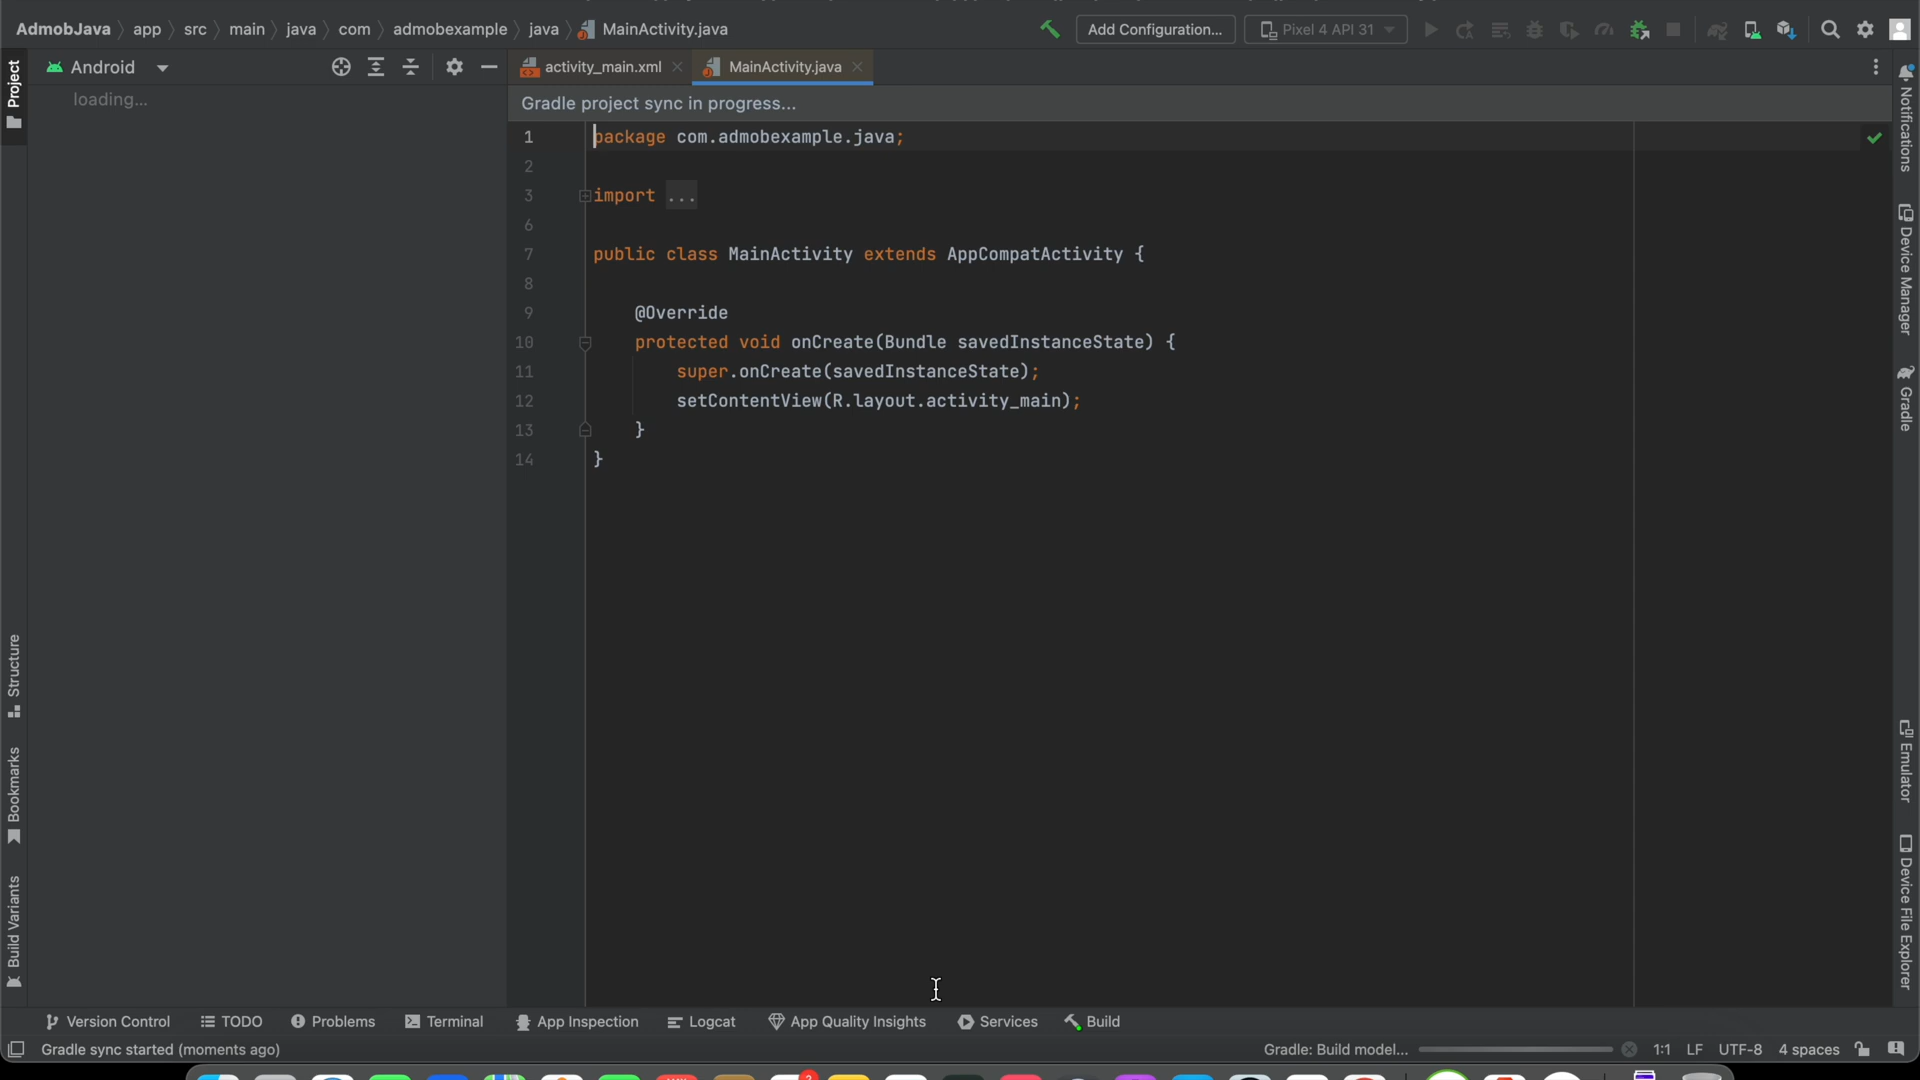 AdmobJava app src main java com admobexample java MainActivity.java
Add Configuration...
Pixel 4 API 31
Project
Android
loading...
activity_main.xml
MainActivity.java
Gradle project sync in progress...
1 package com.admobexample.java;
2
3 import ...
6
7 public class MainActivity extends AppCompatActivity {
8
9 @Override
10 protected void onCreate(Bundle savedInstanceState) {
11 super.onCreate(savedInstanceState);
12 setContentView(R.layout.activity_main);
13 }
14 }
Structure
Bookmarks
Build Variants
Notifications
Device Manager
Gradle
Emulator
Device File Explorer
Version Control TODO Problems Terminal App Inspection Logcat App Quality Insights Services Build
Gradle sync started (moments ago)
Gradle: Build model...
1:1 LF UTF-8 4 spaces